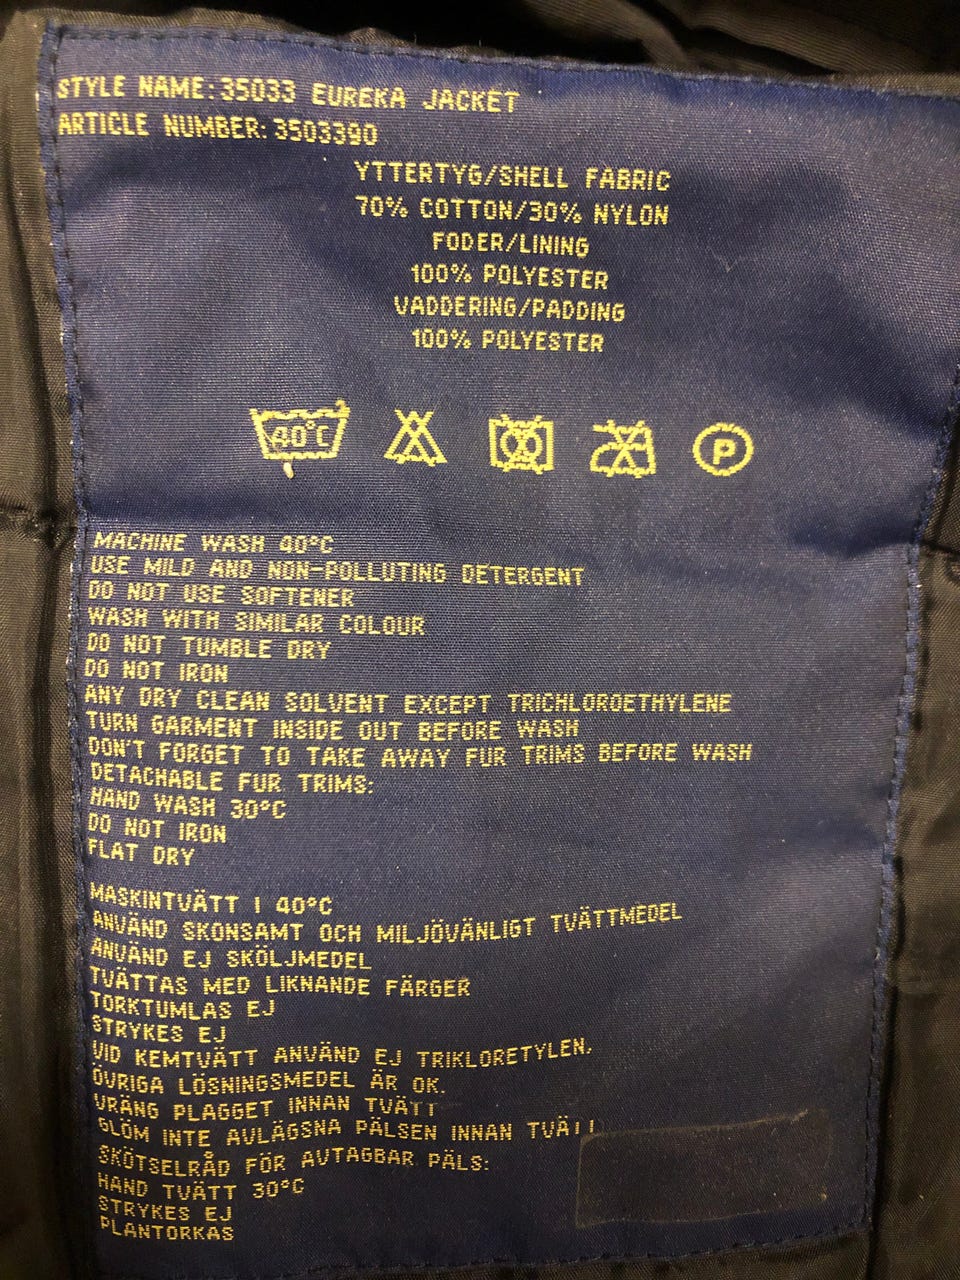 STYLE NAME: 35033 EUREKA JACKET
ARTICLE NUMBER: 3503390
YTTERTYG/SHELL FABRIC
70% COTTON/30% NYLON
FODER/LINING
100% POLYESTER
VADDERING/PADDING
100% POLYESTER
40°C P
MACHINE WASH 40°C
USE MILD AND NON-POLLUTING DETERGENT
DO NOT USE SOFTENER
WASH WITH SIMILAR COLOUR
DO NOT TUMBLE DRY
DO NOT IRON
ANY DRY CLEAN SOLVENT EXCEPT TRICHLOROETHYLENE
TURN GARMENT INSIDE OUT BEFORE WASH
DON'T FORGET TO TAKE AWAY FUR TRIMS BEFORE WASH
DETACHABLE FUR TRIMS:
HAND WASH 30°C
DO NOT IRON
FLAT DRY
MASKINTVÄTT I 40°C
ANVÄND SKONSAMT OCH MILJÖVÄNLIGT TVÄTTMEDEL
ANVÄND EJ SKÖLJMEDEL
TVÄTTAS MED LIKNANDE FÄRGER
TORKTUMLAS EJ
STRYKES EJ
VID KEMTVÄTT ANVÄND EJ TRIKLORETYLEN.
ÖVRIGA LÖSNINGSMEDEL ÄR OK.
VRÄNG PLAGGET INNAN TVÄTT
GLÖM INTE AVLÄGSNA PÄLSEN INNAN TVÄTT
SKÖTSELRÅD FÖR AVTAGBAR PÄLS:
HAND TVÄTT 30°C
STRYKES EJ
PLANTORKAS